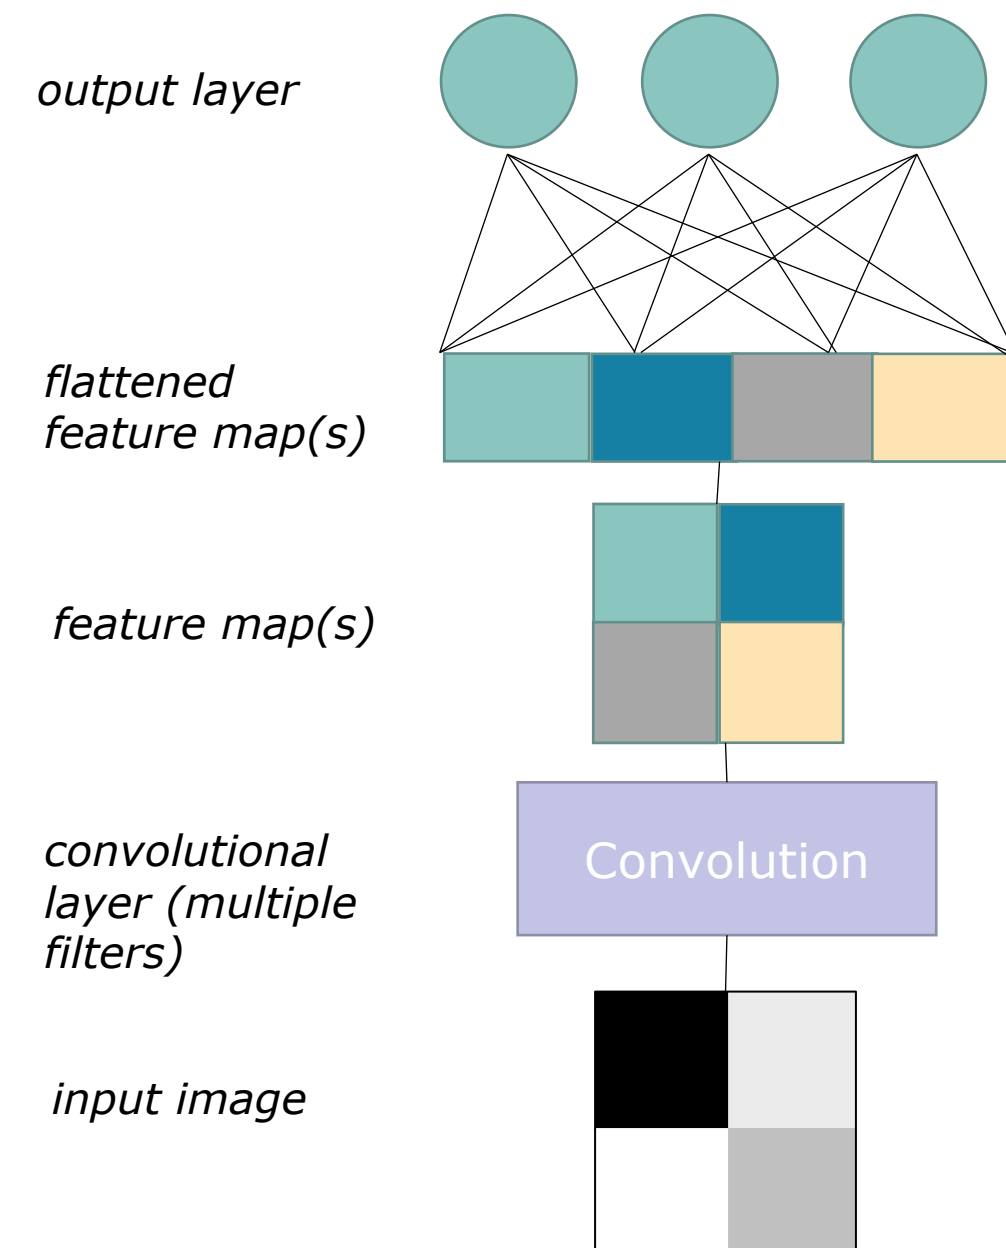 output layer
flattened
feature map(s)
feature map(s)
convolutional
layer (multiple
filters)
Convolution
input image